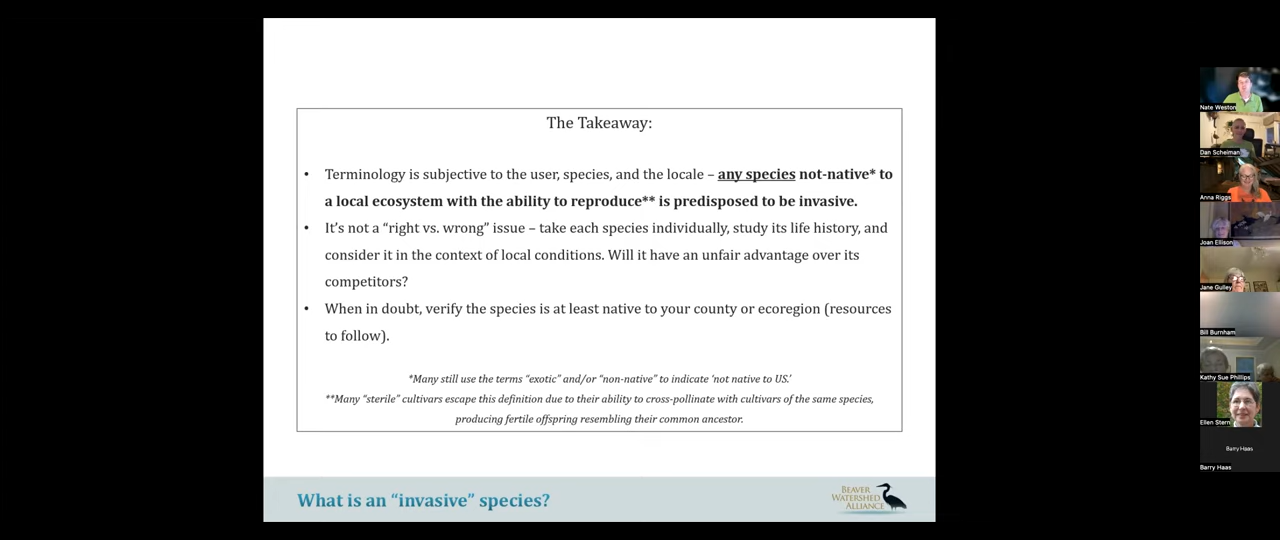 The Takeaway:
• Terminology is subjective to the user, species, and the locale – any species not-native* to
a local ecosystem with the ability to reproduce** is predisposed to be invasive.
• It’s not a “right vs. wrong” issue – take each species individually, study its life history, and
consider it in the context of local conditions. Will it have an unfair advantage over its
competitors?
• When in doubt, verify the species is at least native to your county or ecoregion (resources
to follow).
*Many still use the terms “exotic” and/or “non-native” to indicate ‘not native to US.’
**Many “sterile” cultivars escape this definition due to their ability to cross-pollinate with cultivars of the same species,
producing fertile offspring resembling their common ancestor.
What is an “invasive” species?
BEAVER
WATERSHED
ALLIANCE
Nate Weston
Dan Scheiman
Anna Riggs
Joan Ellison
Jane Gulley
Bill Burnham
Kathy Sue Phillips
Ellen Stern
Barry Haas
Barry Haas